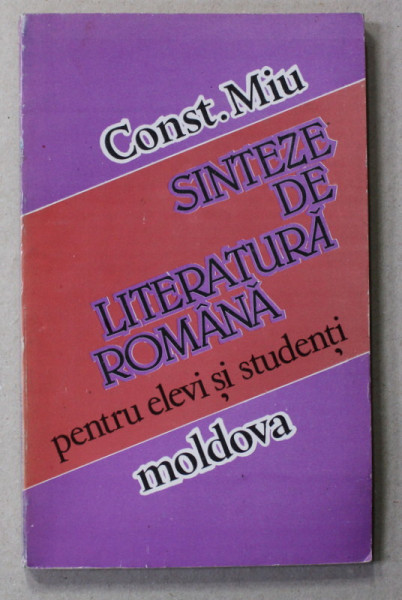 Const. Miu
SINTEZE
DE
LITERATURĂ
ROMÂNĂ
pentru elevi și studenți
moldova